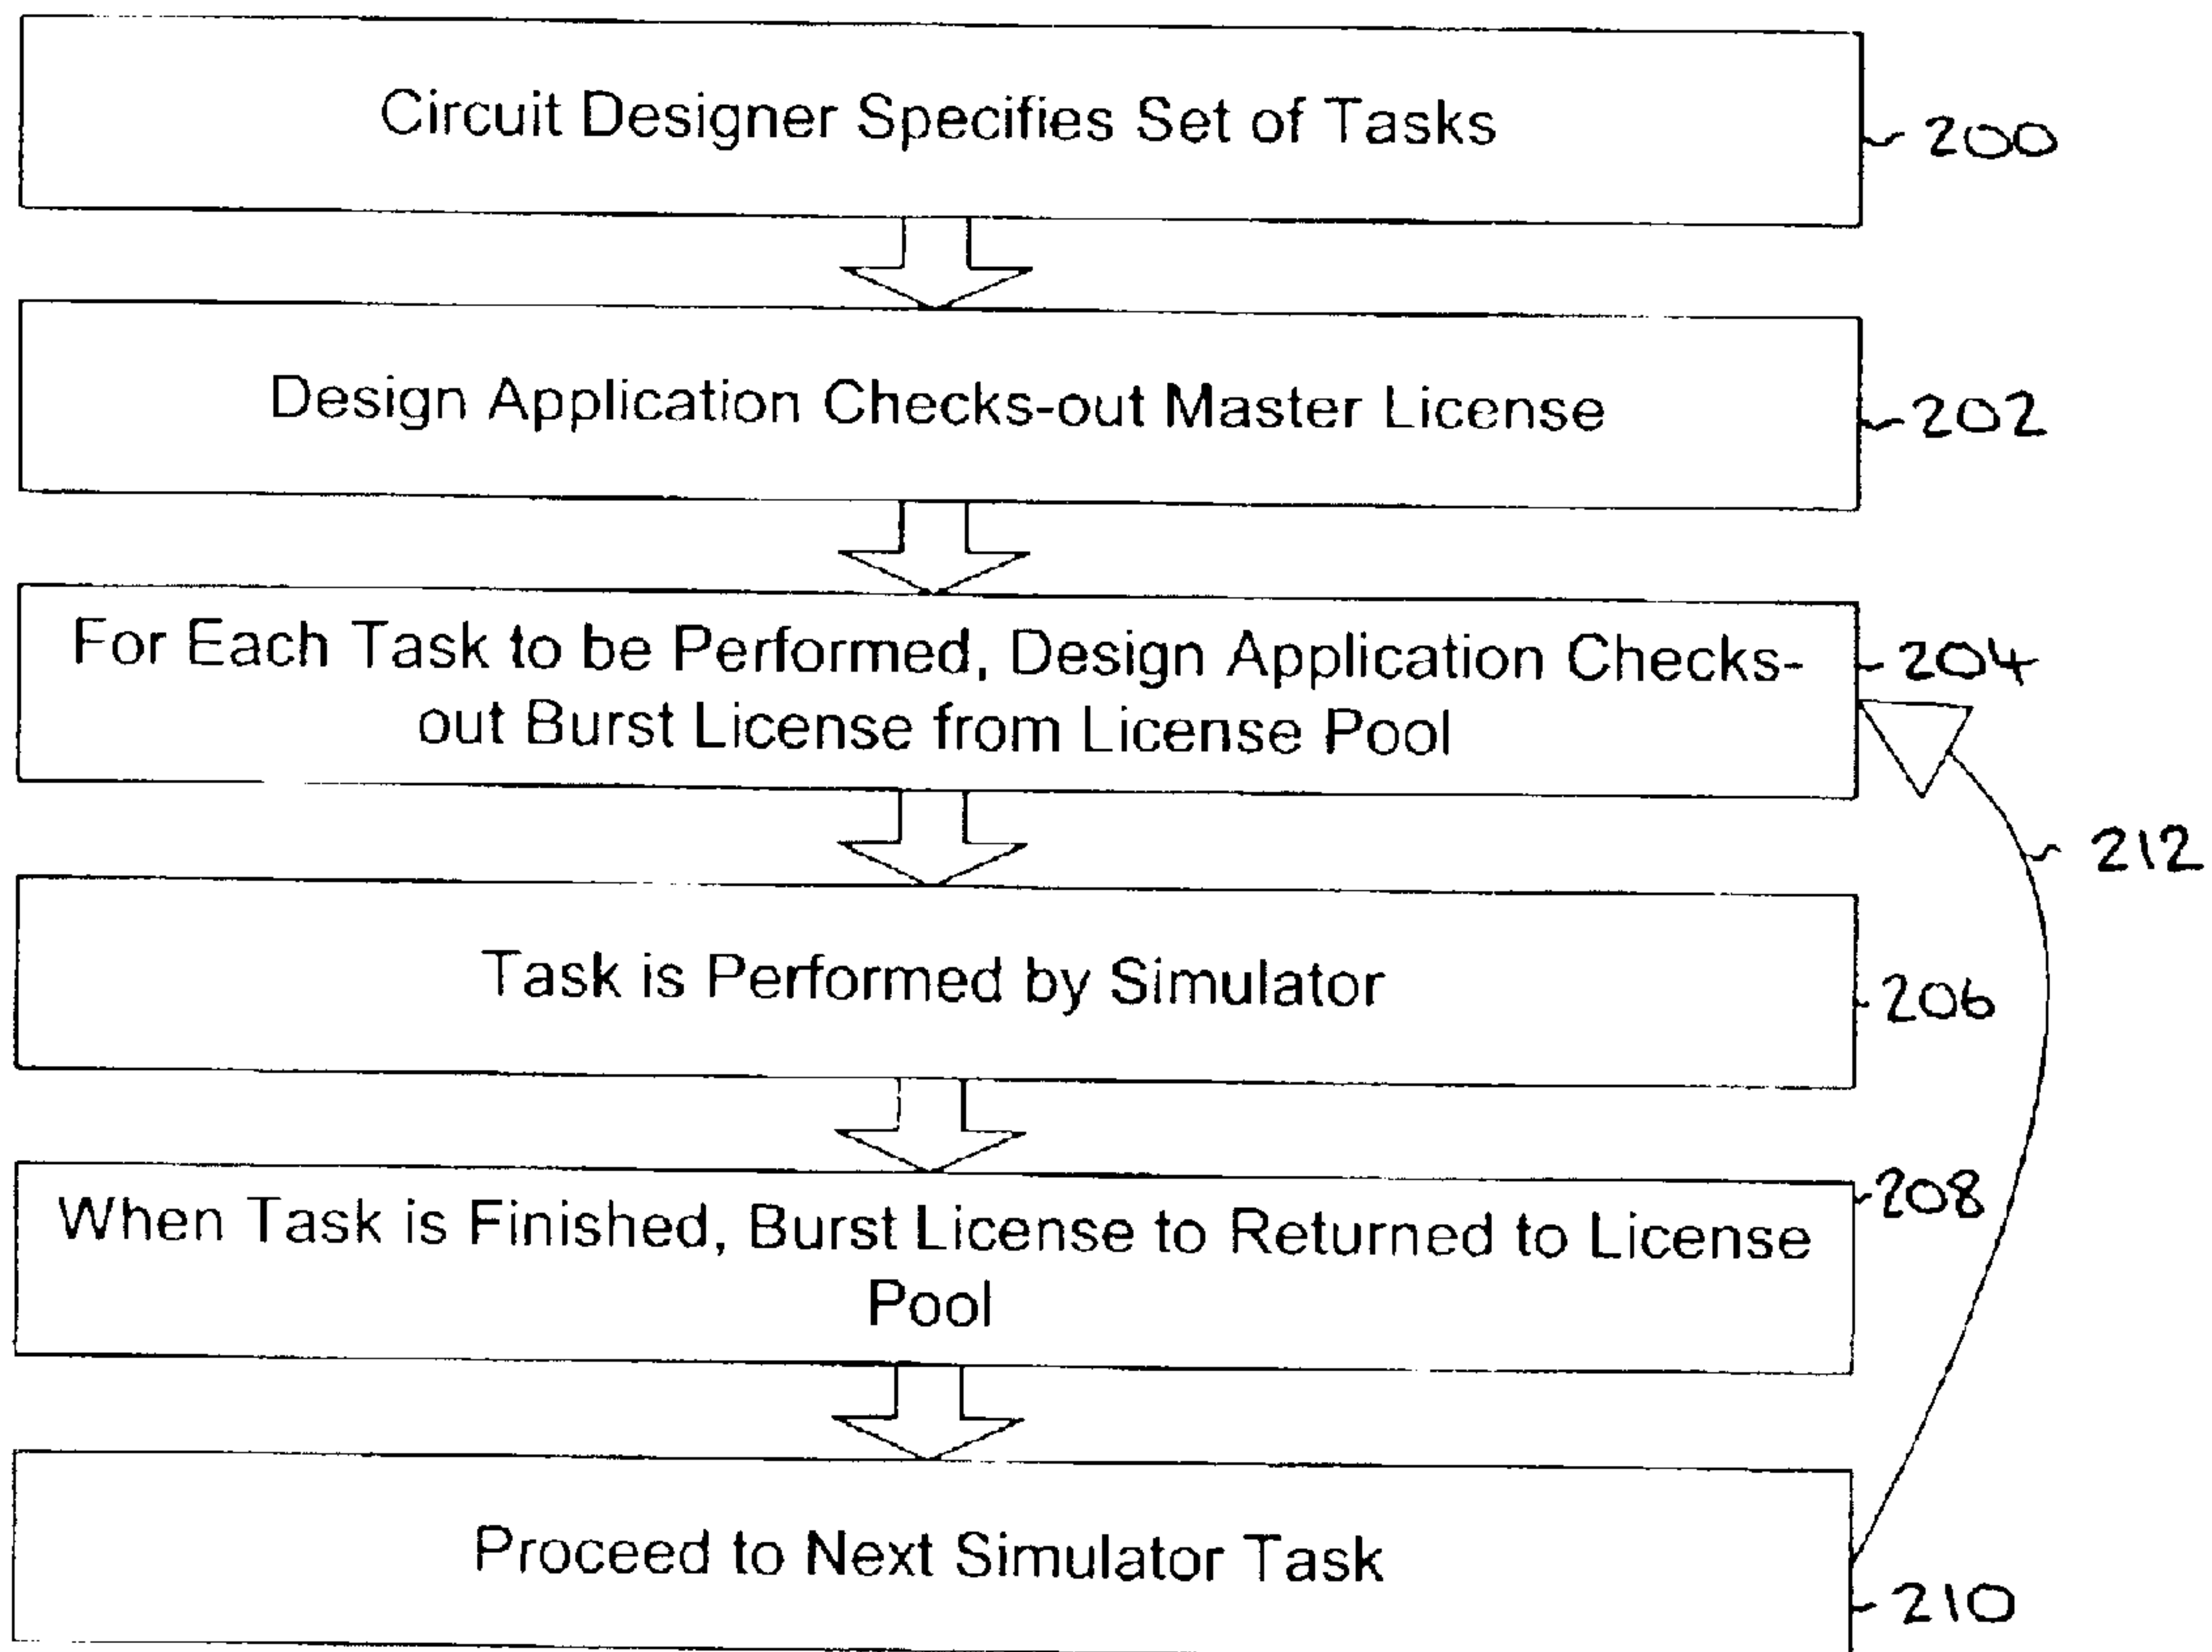 Circuit Designer Specifies Set of Tasks
200
Design Application Checks-out Master License
202
For Each Task to be Performed, Design Application Checks-
out Burst License from License Pool
204
212
Task is Performed by Simulator
206
When Task is Finished, Burst License to Returned to License
Pool
208
Proceed to Next Simulator Task
210